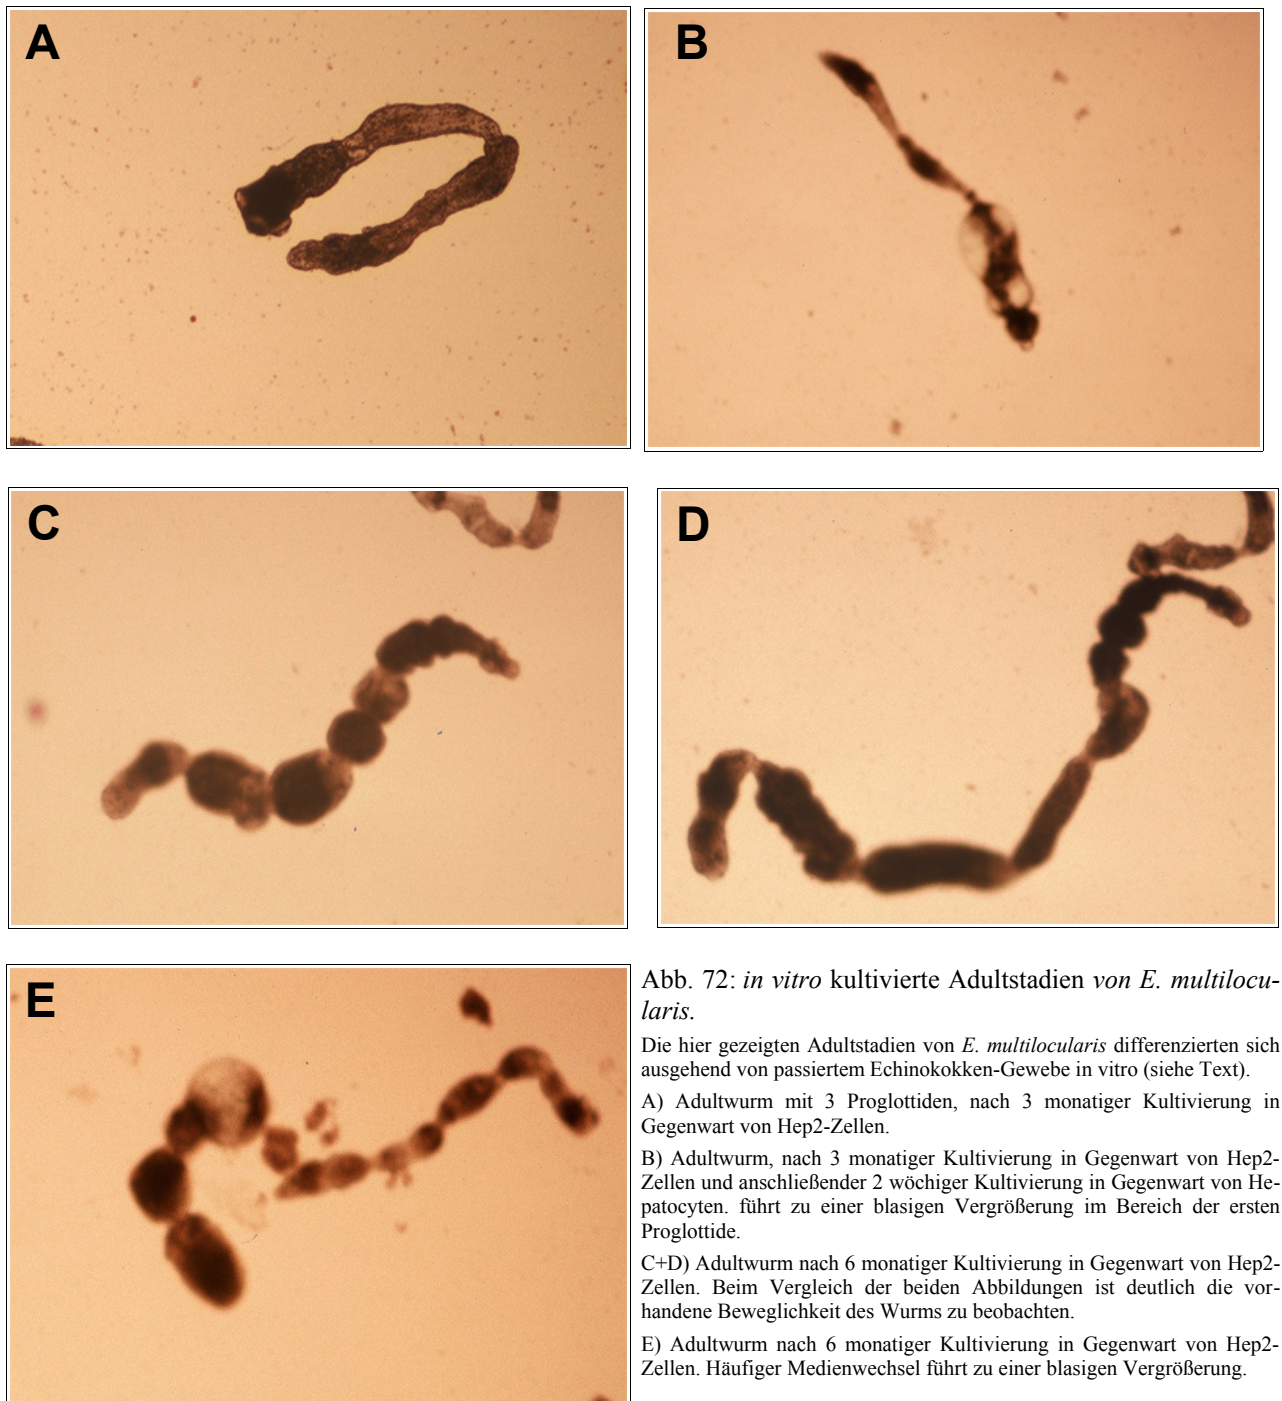 A
B
C
D
E
Abb. 72: in vitro kultivierte Adultstadien von E. multilocu-
laris.
Die hier gezeigten Adultstadien von E. multilocularis differenzierten sich
ausgehend von passiertem Echinokokken-Gewebe in vitro (siehe Text).
A) Adultwurm mit 3 Proglottiden, nach 3 monatiger Kultivierung in
Gegenwart von Hep2-Zellen.
B) Adultwurm, nach 3 monatiger Kultivierung in Gegenwart von Hep2-
Zellen und anschließender 2 wöchiger Kultivierung in Gegenwart von He-
patocyten. führt zu einer blasigen Vergrößerung im Bereich der ersten
Proglottide.
C+D) Adultwurm nach 6 monatiger Kultivierung in Gegenwart von Hep2-
Zellen. Beim Vergleich der beiden Abbildungen ist deutlich die vor-
handene Beweglichkeit des Wurms zu beobachten.
E) Adultwurm nach 6 monatiger Kultivierung in Gegenwart von Hep2-
Zellen. Häufiger Medienwechsel führt zu einer blasigen Vergrößerung.